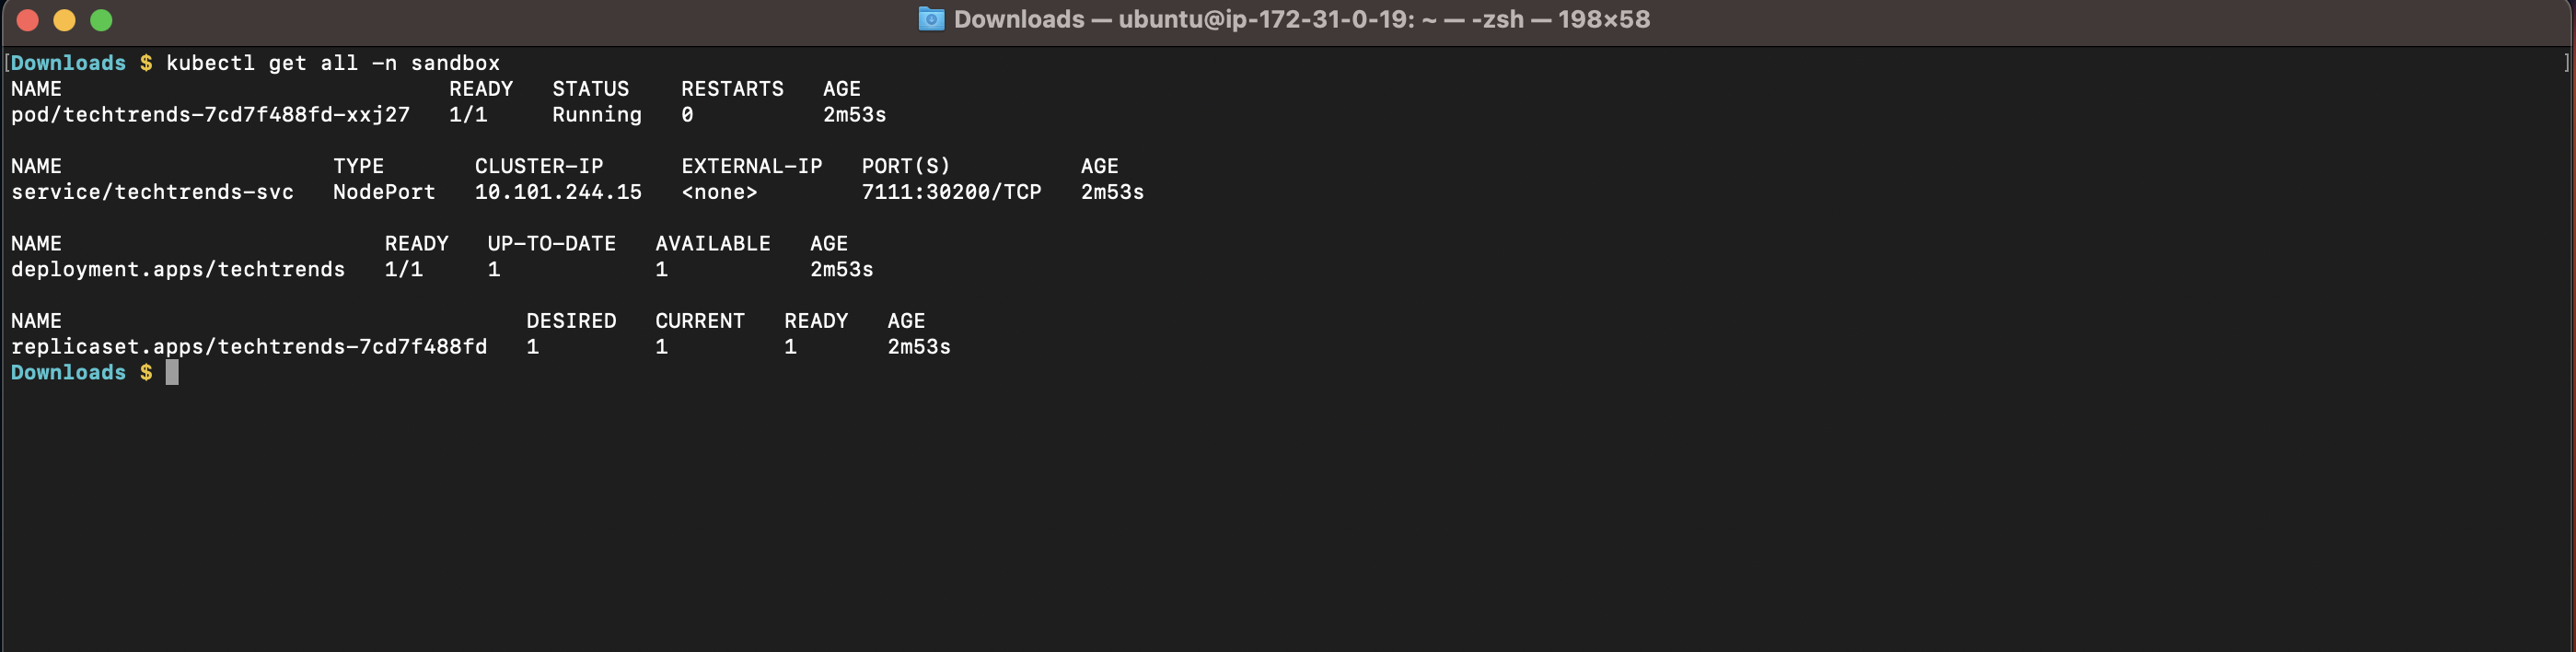 Downloads — ubuntu@ip-172-31-0-19: ~ — -zsh — 198×58
[Downloads $ kubectl get all -n sandbox ]
NAME READY STATUS RESTARTS AGE
pod/techtrends-7cd7f488fd-xxj27 1/1 Running 0 2m53s
NAME TYPE CLUSTER-IP EXTERNAL-IP PORT(S) AGE
service/techtrends-svc NodePort 10.101.244.15 <none> 7111:30200/TCP 2m53s
NAME READY UP-TO-DATE AVAILABLE AGE
deployment.apps/techtrends 1/1 1 1 2m53s
NAME DESIRED CURRENT READY AGE
replicaset.apps/techtrends-7cd7f488fd 1 1 1 2m53s
Downloads $